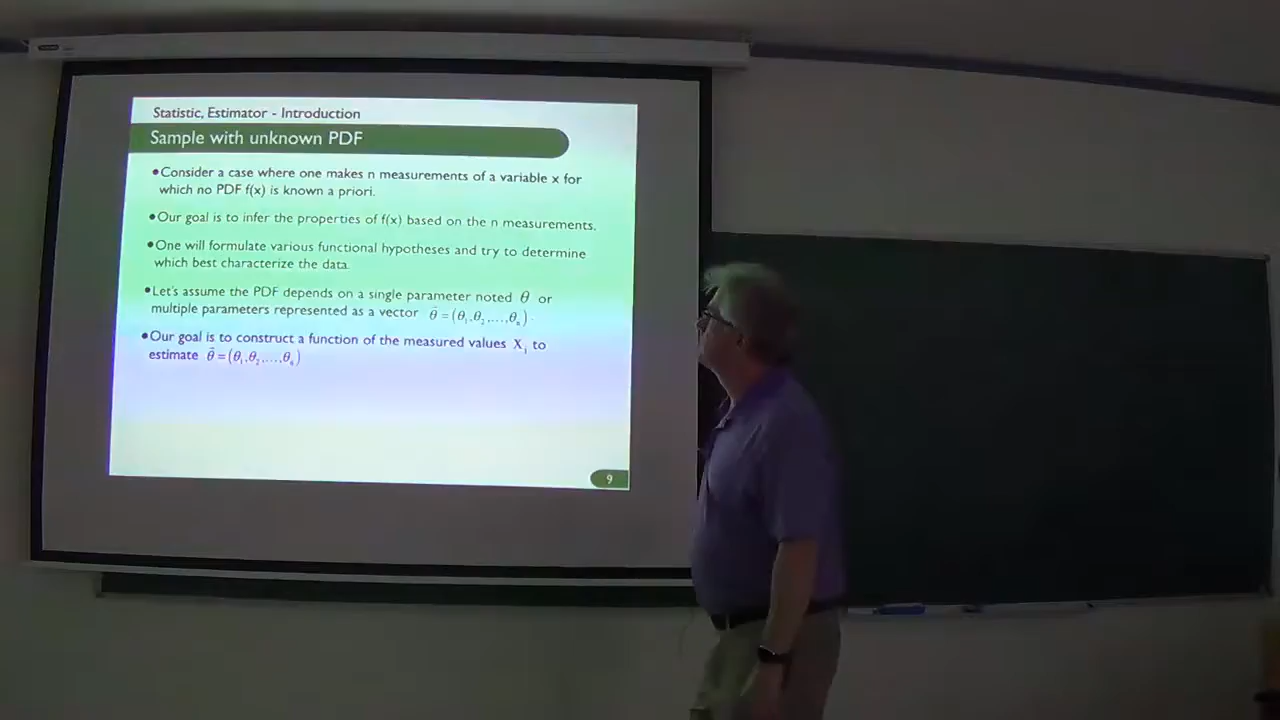 Statistic, Estimator - Introduction
Sample with unknown PDF
•Consider a case where one makes n measurements of a variable x for
which no PDF f(x) is known a priori.
•Our goal is to infer the properties of f(x) based on the n measurements.
•One will formulate various functional hypotheses and try to determine
which best characterize the data.
•Let's assume the PDF depends on a single parameter noted θ or
multiple parameters represented as a vector θ⃗ = (θ₁,θ₂,...,θₙ).
•Our goal is to construct a function of the measured values Xᵢ to
estimate θ⃗ = (θ₁,θ₂,...,θₙ)
9